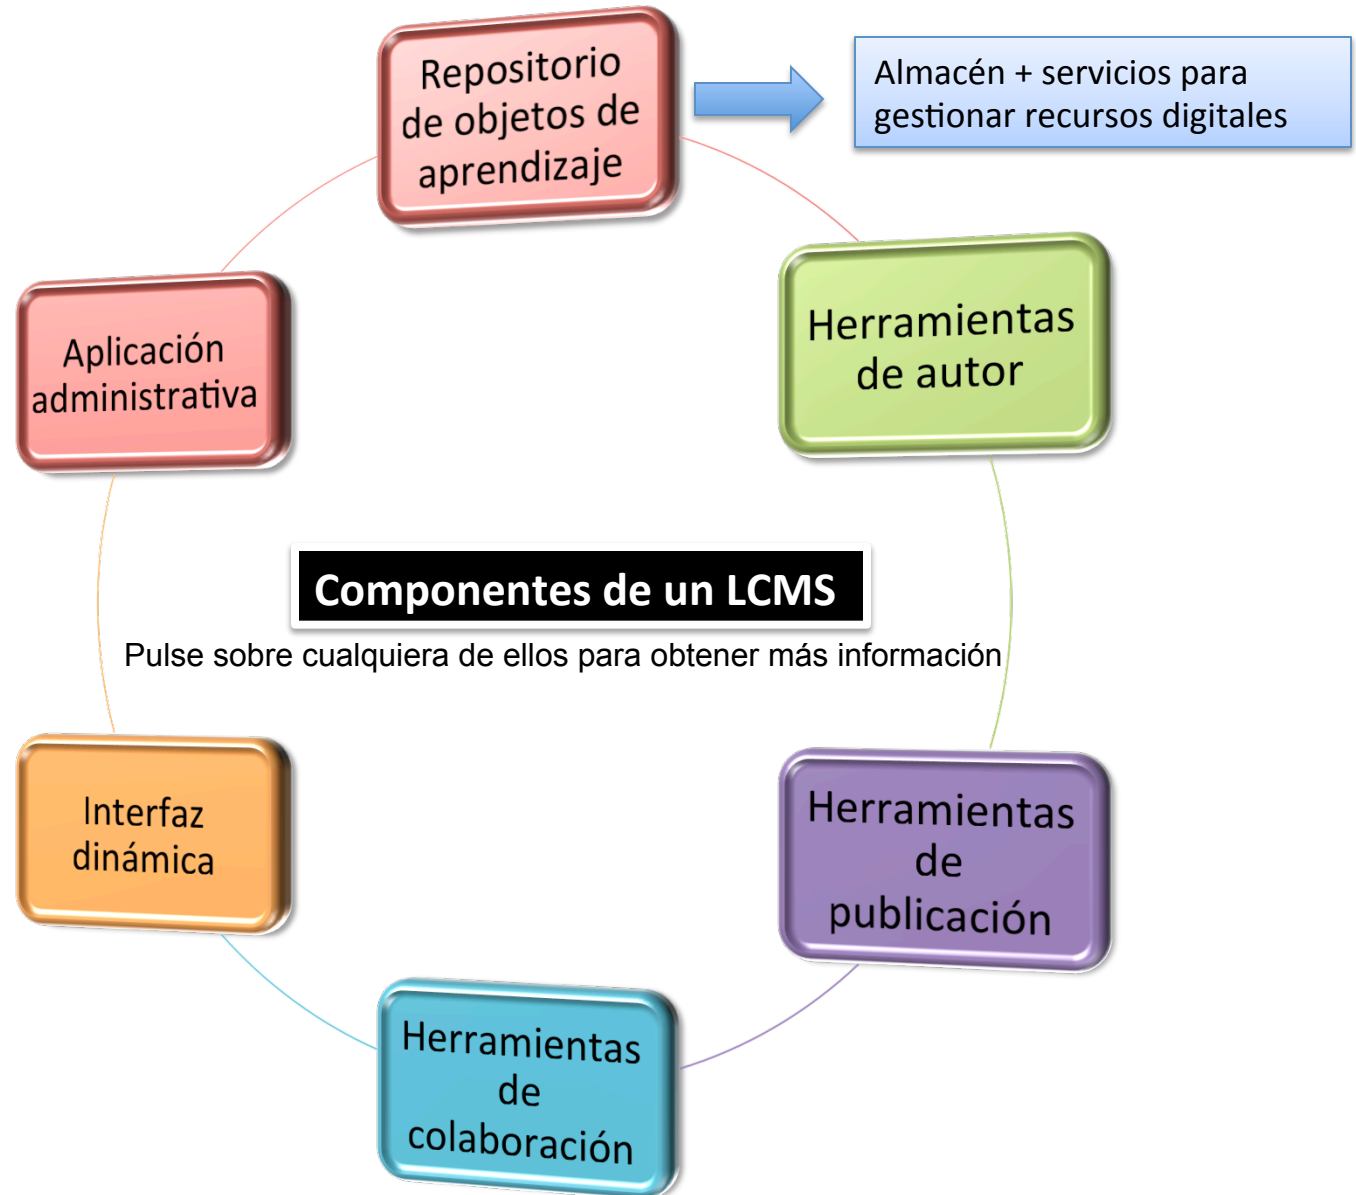 Repositorio
de objetos de
aprendizaje
Almacén + servicios para
gestionar recursos digitales
Herramientas
de autor
Aplicación
administrativa
Componentes de un LCMS
Pulse sobre cualquiera de ellos para obtener más información
Interfaz
dinámica
Herramientas
de
publicación
Herramientas
de
colaboración